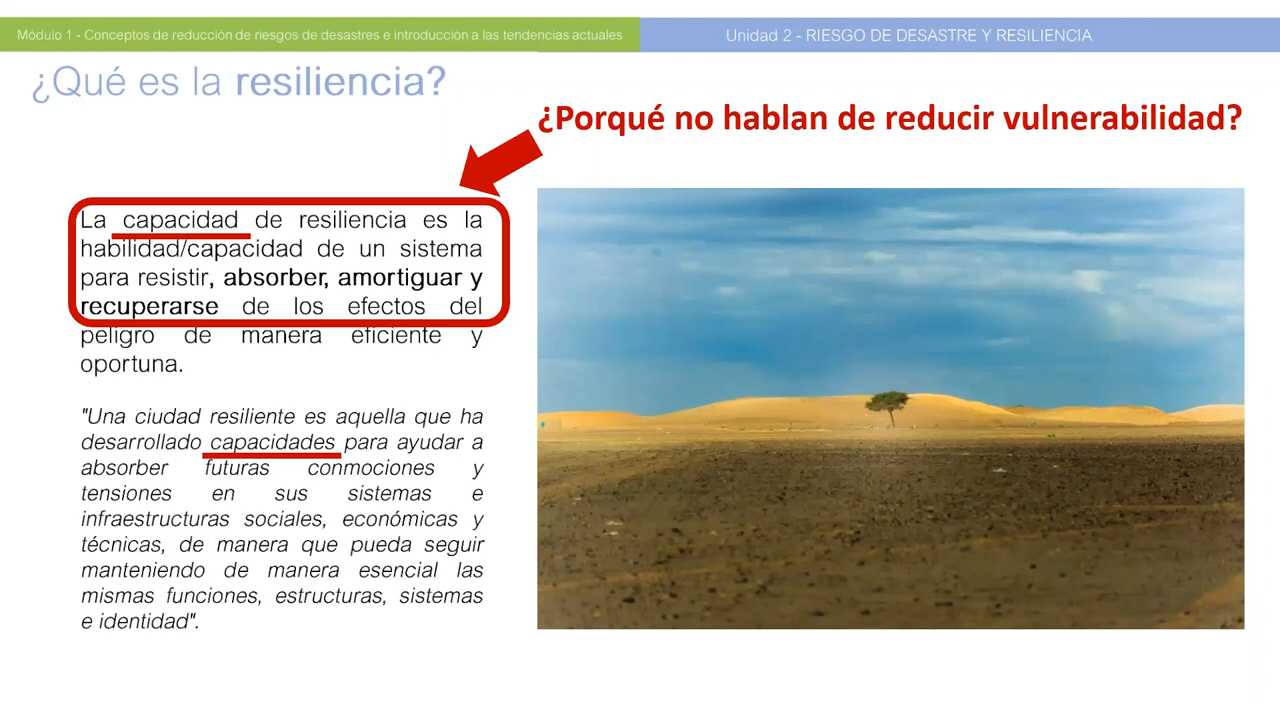 Módulo 1 - Conceptos de reducción de riesgos de desastres e introducción a las tendencias actuales
Unidad 2 - RIESGO DE DESASTRE Y RESILIENCIA
¿Qué es la resiliencia?
¿Porqué no hablan de reducir vulnerabilidad?
La capacidad de resiliencia es la
habilidad/capacidad de un sistema
para resistir, absorber, amortiguar y
recuperarse de los efectos del
peligro de manera eficiente y
oportuna.
"Una ciudad resiliente es aquella que ha
desarrollado capacidades para ayudar a
absorber futuras conmociones y
tensiones en sus sistemas e
infraestructuras sociales, económicas y
técnicas, de manera que pueda seguir
manteniendo de manera esencial las
mismas funciones, estructuras, sistemas
e identidad".